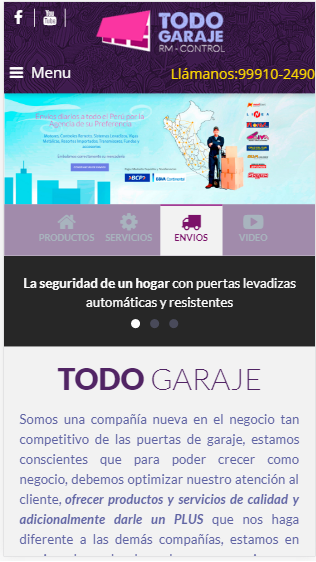 You
Tube
TODO
GARAJE
RM - CONTROL
Menu
Llámanos:99910-2490
Envios diarios a todo el Perú por la
Agencia de su Preferencia
BCP
BBVA Continental
PRODUCTOS
SERVICIOS
ENVIOS
VIDEO
La seguridad de un hogar con puertas levadizas
automáticas y resistentes
TODO GARAJE
Somos una compañía nueva en el negocio tan
competitivo de las puertas de garaje, estamos
conscientes que para poder crecer como
negocio, debemos optimizar nuestro atención al
cliente, ofrecer productos y servicios de calidad y
adicionalmente darle un PLUS que nos haga
diferente a las demás compañías, estamos en